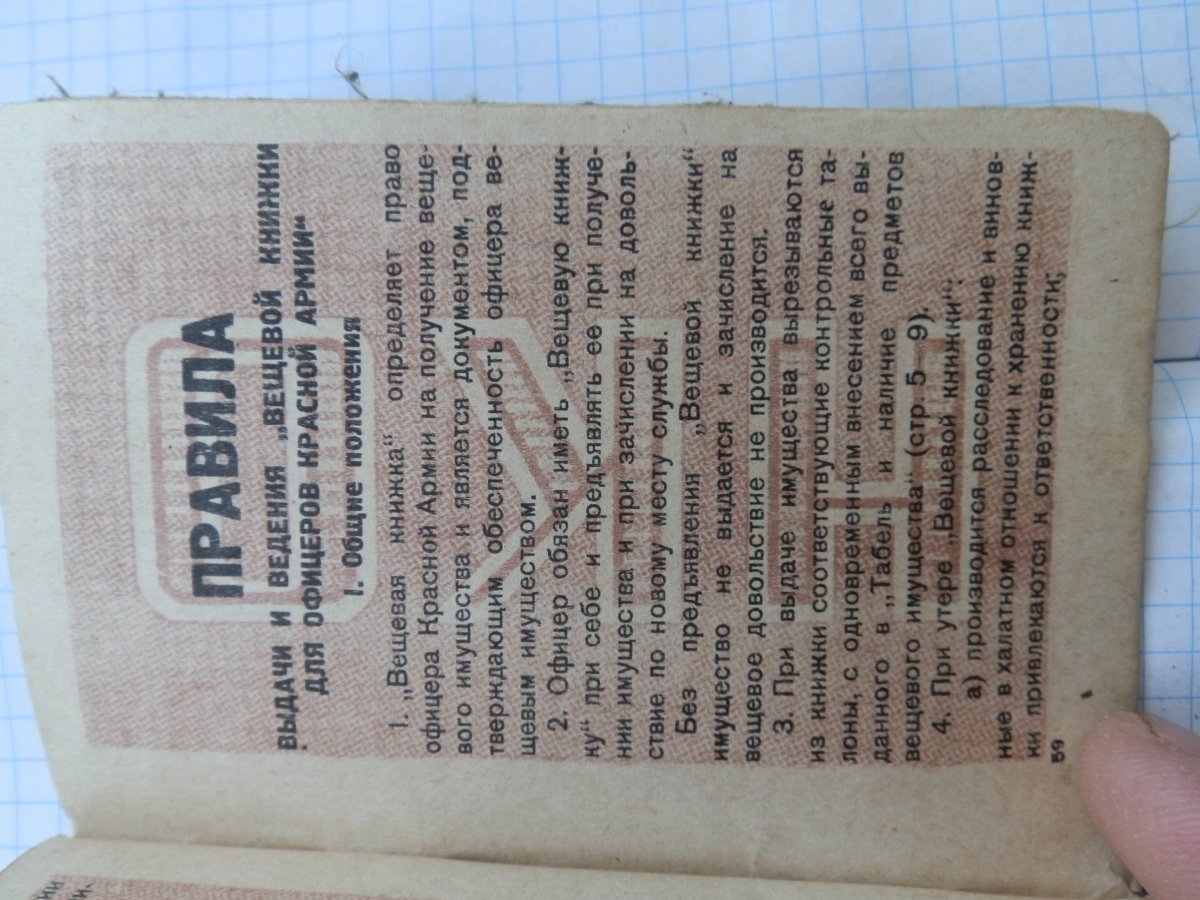 ПРАВИЛА
ВЫДАЧИ И ВЕДЕНИЯ „ВЕЩЕВОЙ КНИЖКИ
ДЛЯ ОФИЦЕРОВ КРАСНОЙ АРМИИ“
I. Общие положения
1. „Вещевая книжка“ определяет право
офицера Красной Армии на получение веще-
вого имущества и является документом, под-
тверждающим обеспеченность офицера ве-
щевым имуществом.
2. Офицер обязан иметь „Вещевую книж-
ку“ при себе и предъявлять ее при получе-
нии имущества и при зачислении на доволь-
ствие по новому месту службы.
Без предъявления „Вещевой книжки“
имущество не выдается и зачисление на
вещевое довольствие не производится.
3. При выдаче имущества вырезываются
из книжки соответствующие контрольные та-
лоны, с одновременным внесением всего вы-
данного в „Табель и наличие предметов
вещевого имущества“ (стр 5 9).
4. При утере „Вещевой книжки“:
а) производится расследование и винов-
ные в халатном отношении к хранению книж-
ки привлекаются к ответственности;
59